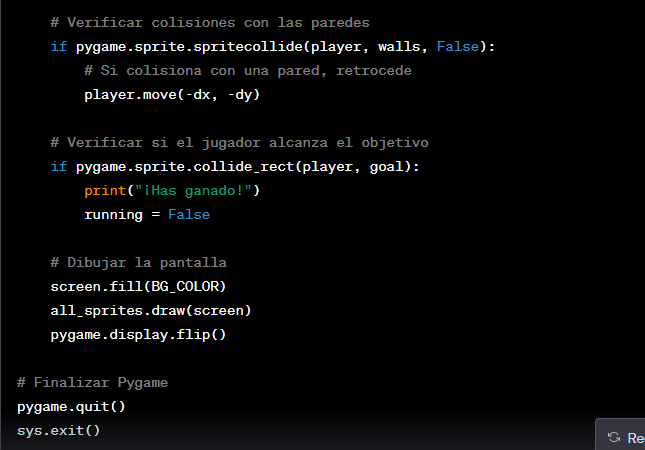 # Verificar colisiones con las paredes
if pygame.sprite.spritecollide(player, walls, False):
# Si colisiona con una pared, retrocede
player.move(-dx, -dy)
# Verificar si el jugador alcanza el objetivo
if pygame.sprite.collide_rect(player, goal):
print("¡Has ganado!")
running = False
# Dibujar la pantalla
screen.fill(BG_COLOR)
all_sprites.draw(screen)
pygame.display.flip()
# Finalizar Pygame
pygame.quit()
sys.exit()
Re